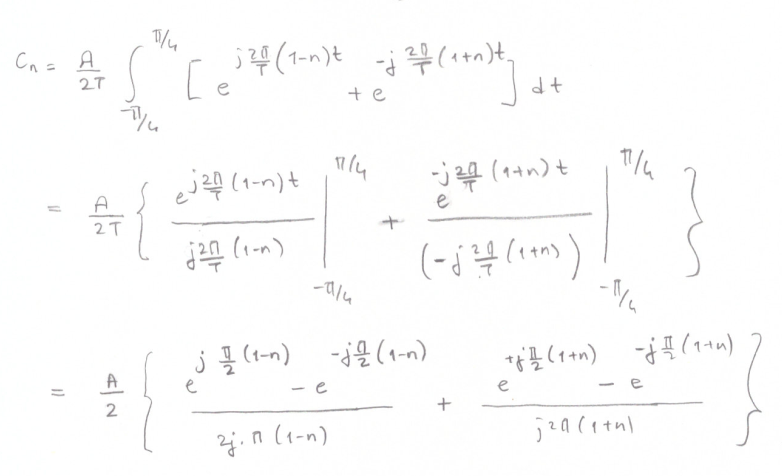 Cn = A/2T ∫_{-π/4}^{π/4} [ e^{j 2π/T (1-n)t} + e^{-j 2π/T (1+n)t} ] dt
= A/2T { e^{j 2π/T (1-n)t} / (j 2π/T (1-n)) |_{-π/4}^{π/4} + e^{-j 2π/T (1+n)t} / (-j 2π/T (1+n)) |_{-π/4}^{π/4} }
= A/2 { (e^{j π/2 (1-n)} - e^{-j π/2 (1-n)}) / (2j.π (1-n)) + (e^{+j π/2 (1+n)} - e^{-j π/2 (1+n)}) / (j2π (1+n)) }